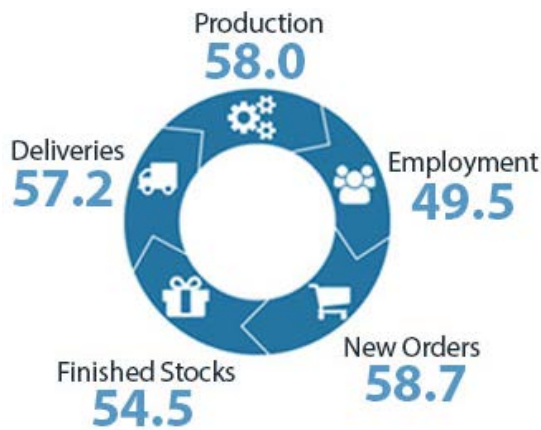 Production
58.0
Deliveries
57.2
Employment
49.5
New Orders
58.7
Finished Stocks
54.5